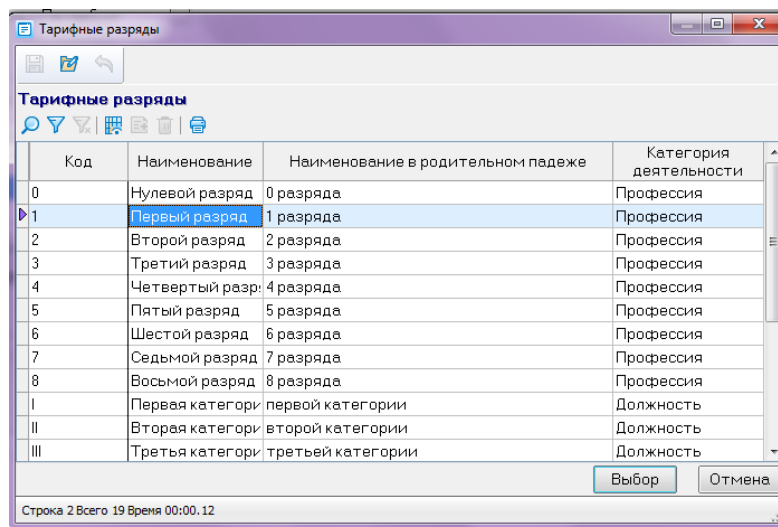 Тарифные разряды
Тарифные разряды
Код Наименование Наименование в родительном падеже Категория деятельности
0 Нулевой разряд 0 разряда Профессия
1 Первый разряд 1 разряда Профессия
2 Второй разряд 2 разряда Профессия
3 Третий разряд 3 разряда Профессия
4 Четвертый разр 4 разряда Профессия
5 Пятый разряд 5 разряда Профессия
6 Шестой разряд 6 разряда Профессия
7 Седьмой разряд 7 разряда Профессия
8 Восьмой разряд 8 разряда Профессия
I Первая категори первой категории Должность
II Вторая категори второй категории Должность
III Третья категори третьей категории Должность
Выбор Отмена
Строка 2 Всего 19 Время 00:00.12